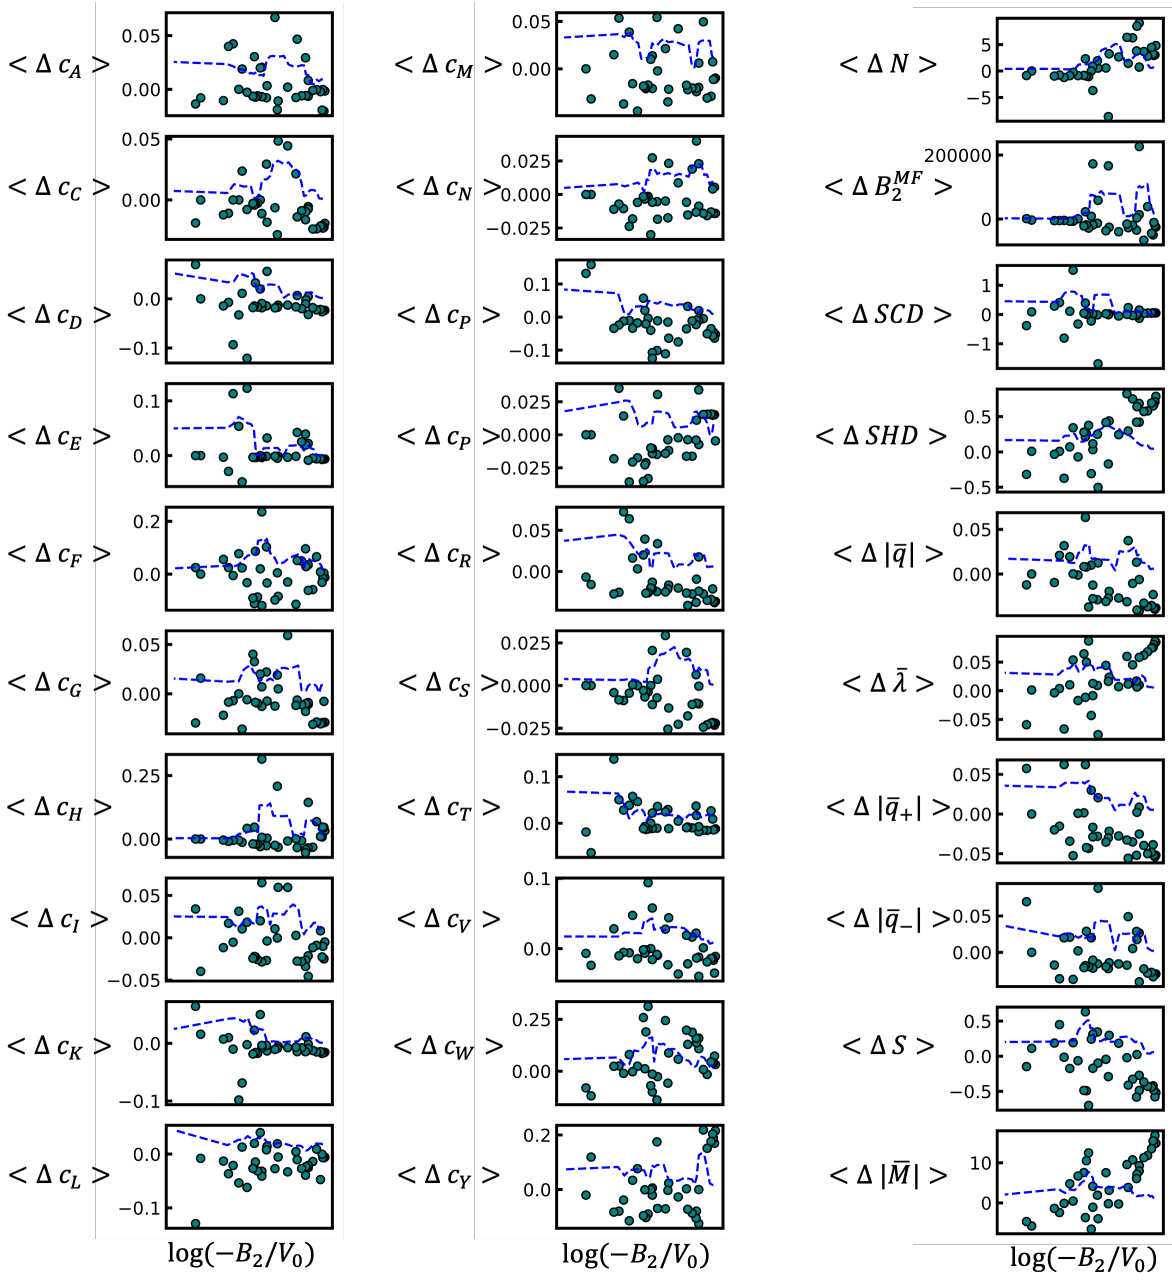 < Δ c_A >
0.05
0.00
< Δ c_C >
0.05
0.00
< Δ c_D >
0.0
−0.1
< Δ c_E >
0.1
0.0
< Δ c_F >
0.2
0.0
< Δ c_G >
0.05
0.00
< Δ c_H >
0.25
0.00
< Δ c_I >
0.05
0.00
−0.05
< Δ c_K >
0.0
−0.1
< Δ c_L >
0.0
−0.1
log(−B_2/V_0)
< Δ c_M >
0.05
0.00
< Δ c_N >
0.025
0.000
−0.025
< Δ c_P >
0.1
0.0
−0.1
< Δ c_P >
0.025
0.000
−0.025
< Δ c_R >
0.05
0.00
< Δ c_S >
0.025
0.000
−0.025
< Δ c_T >
0.1
0.0
< Δ c_V >
0.1
0.0
< Δ c_W >
0.25
0.00
< Δ c_Y >
0.2
0.0
log(−B_2/V_0)
< Δ N >
5
0
−5
< Δ B_2^{MF} >
200000
0
< Δ SCD >
1
0
−1
< Δ SHD >
0.5
0.0
−0.5
< Δ |q̄| >
0.05
0.00
< Δ λ̄ >
0.05
0.00
−0.05
< Δ |q̄_+| >
0.05
0.00
−0.05
< Δ |q̄_−| >
0.05
0.00
< Δ S >
0.5
0.0
−0.5
< Δ |M̄| >
10
0
log(−B_2/V_0)